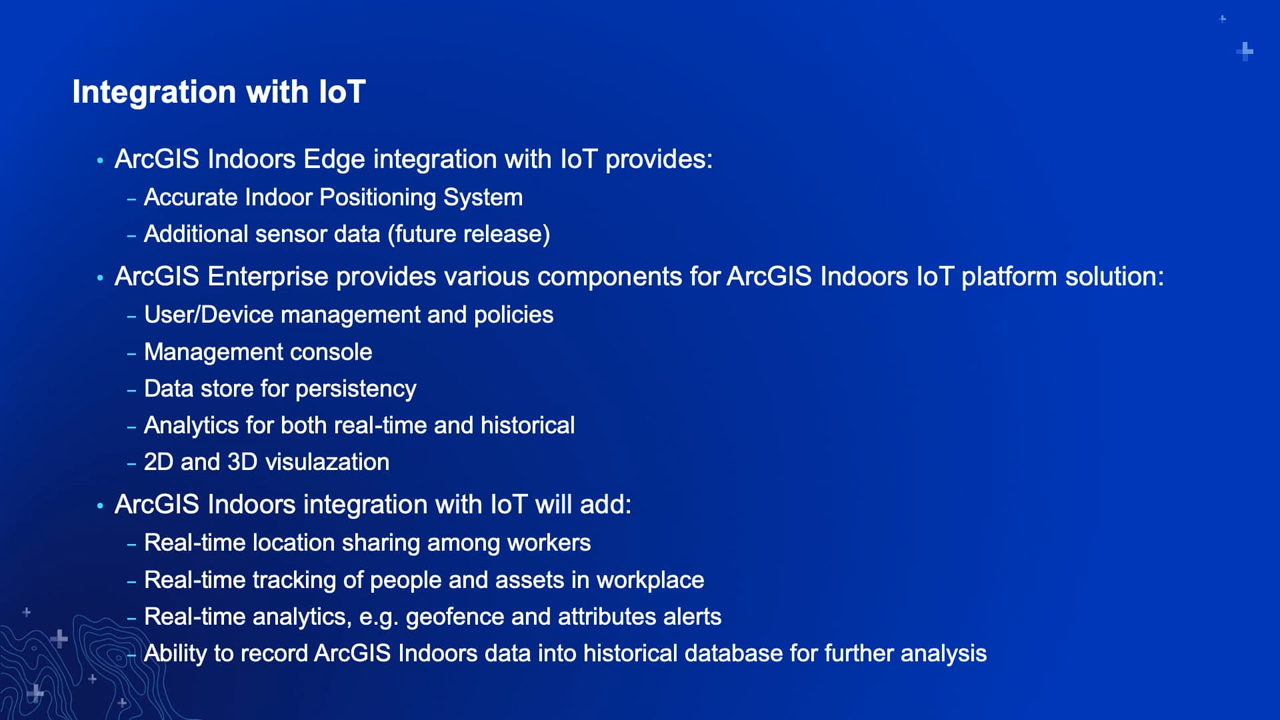 Integration with IoT
• ArcGIS Indoors Edge integration with IoT provides:
– Accurate Indoor Positioning System
– Additional sensor data (future release)
• ArcGIS Enterprise provides various components for ArcGIS Indoors IoT platform solution:
– User/Device management and policies
– Management console
– Data store for persistency
– Analytics for both real-time and historical
– 2D and 3D visulazation
• ArcGIS Indoors integration with IoT will add:
– Real-time location sharing among workers
– Real-time tracking of people and assets in workplace
– Real-time analytics, e.g. geofence and attributes alerts
– Ability to record ArcGIS Indoors data into historical database for further analysis